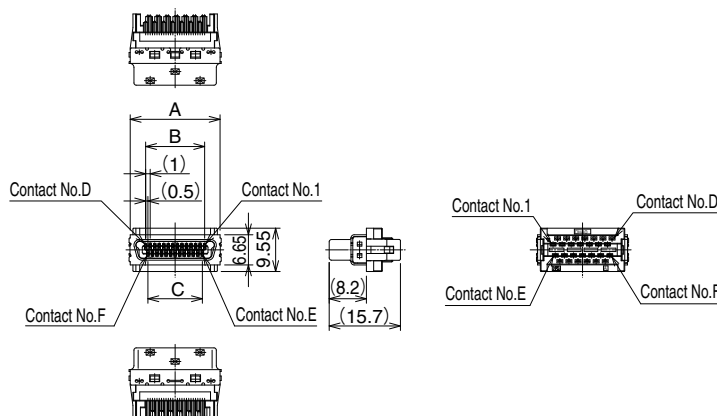 A
B
(1)
Contact No.D
(0.5)
Contact No.1
6.65
9.55
C
Contact No.F
Contact No.E
(8.2)
(15.7)
Contact No.1
Contact No.D
Contact No.E
Contact No.F